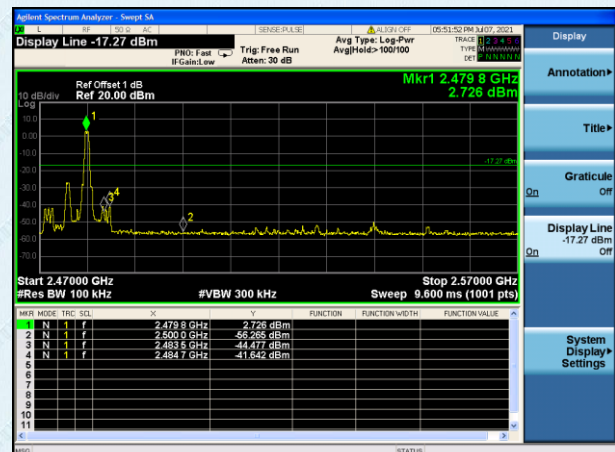 Agilent Spectrum Analyzer - Swept SA
L RF 50 Ω AC SENSE:PULSE ALIGN OFF 05:51:52 PM Jul 07, 2021
Display Line -17.27 dBm
Avg Type: Log-Pwr
TRACE 1 2 3 4 5 6
PNO: Fast Trig: Free Run Avg|Hold:> 100/100
TYPE M
IFGain:Low Atten: 30 dB
DET P N N N N N
Display
Mkr1 2.479 8 GHz
Ref Offset 1 dB
10 dB/div Ref 20.00 dBm 2.726 dBm
Log
Annotation
Title
Graticule
On Off
Display Line
-17.27 dBm
On Off
System
Display
Settings
10.0
0.00
-10.0
-20.0
-30.0
-40.0
-50.0
-60.0
-70.0
1
-17.27 dBm
3 4
2
Start 2.47000 GHz Stop 2.57000 GHz
#Res BW 100 kHz #VBW 300 kHz Sweep 9.600 ms (1001 pts)
MKR MODE TRC SCL X Y FUNCTION FUNCTION WIDTH FUNCTION VALUE
1 N 1 f 2.479 8 GHz 2.726 dBm
2 N 1 f 2.500 0 GHz -56.265 dBm
3 N 1 f 2.483 5 GHz -44.477 dBm
4 N 1 f 2.484 7 GHz -41.642 dBm
5
6
7
8
9
10
11
MSG STATUS